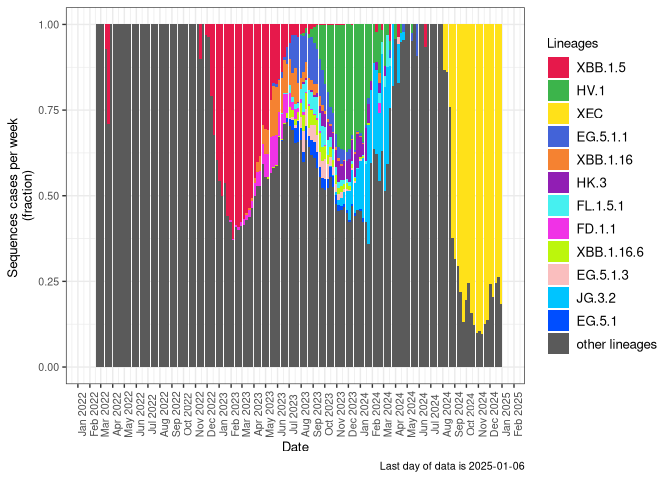 1.00
0.75
0.50
0.25
0.00
Sequences cases per week
(fraction)
Jan 2022
Feb 2022
Mar 2022
Apr 2022
May 2022
Jun 2022
Jul 2022
Aug 2022
Sep 2022
Oct 2022
Nov 2022
Dec 2022
Jan 2023
Feb 2023
Mar 2023
Apr 2023
May 2023
Jun 2023
Jul 2023
Aug 2023
Sep 2023
Oct 2023
Nov 2023
Dec 2023
Jan 2024
Feb 2024
Mar 2024
Apr 2024
May 2024
Jun 2024
Jul 2024
Aug 2024
Sep 2024
Oct 2024
Nov 2024
Dec 2024
Jan 2025
Feb 2025
Date
Lineages
XBB.1.5
HV.1
XEC
EG.5.1.1
XBB.1.16
HK.3
FL.1.5.1
FD.1.1
XBB.1.16.6
EG.5.1.3
JG.3.2
EG.5.1
other lineages
Last day of data is 2025-01-06